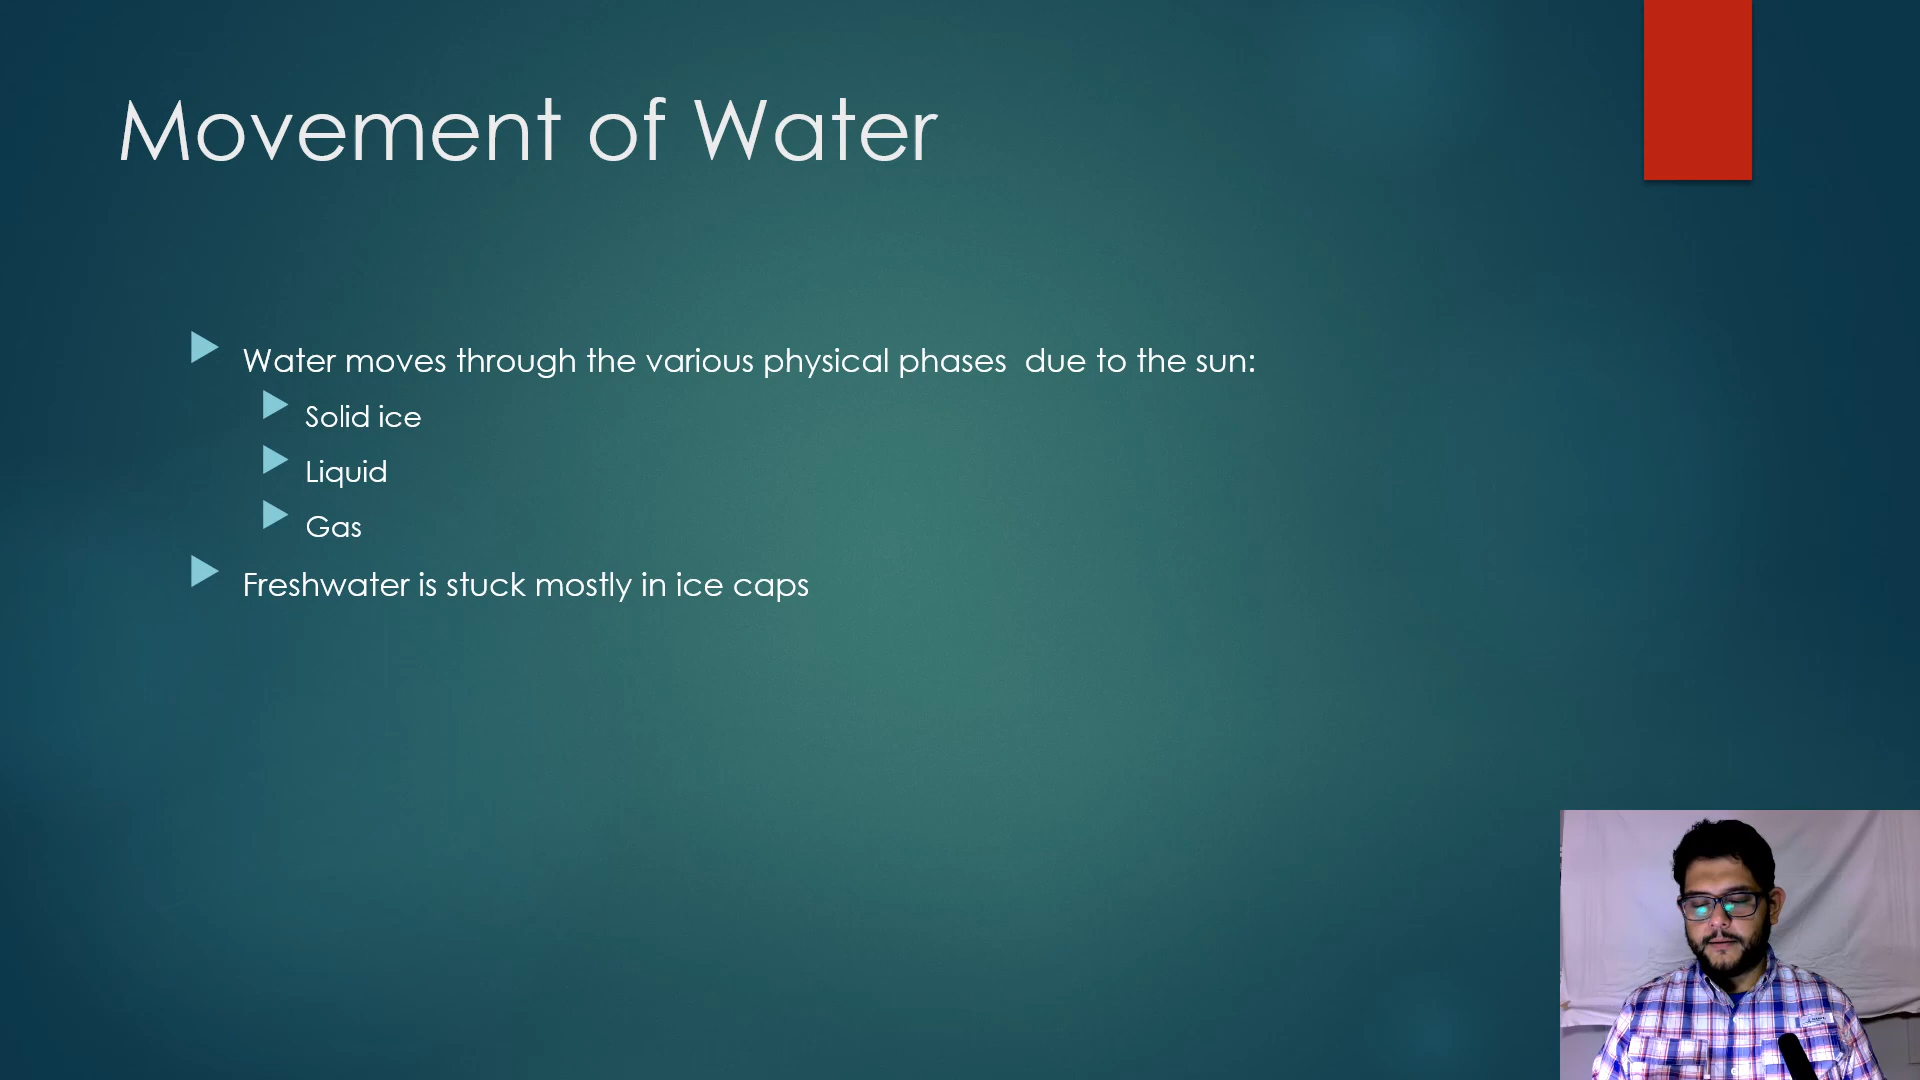 Movement of Water
Water moves through the various physical phases  due to the sun:
Solid ice
Liquid
Gas
Freshwater is stuck mostly in ice caps